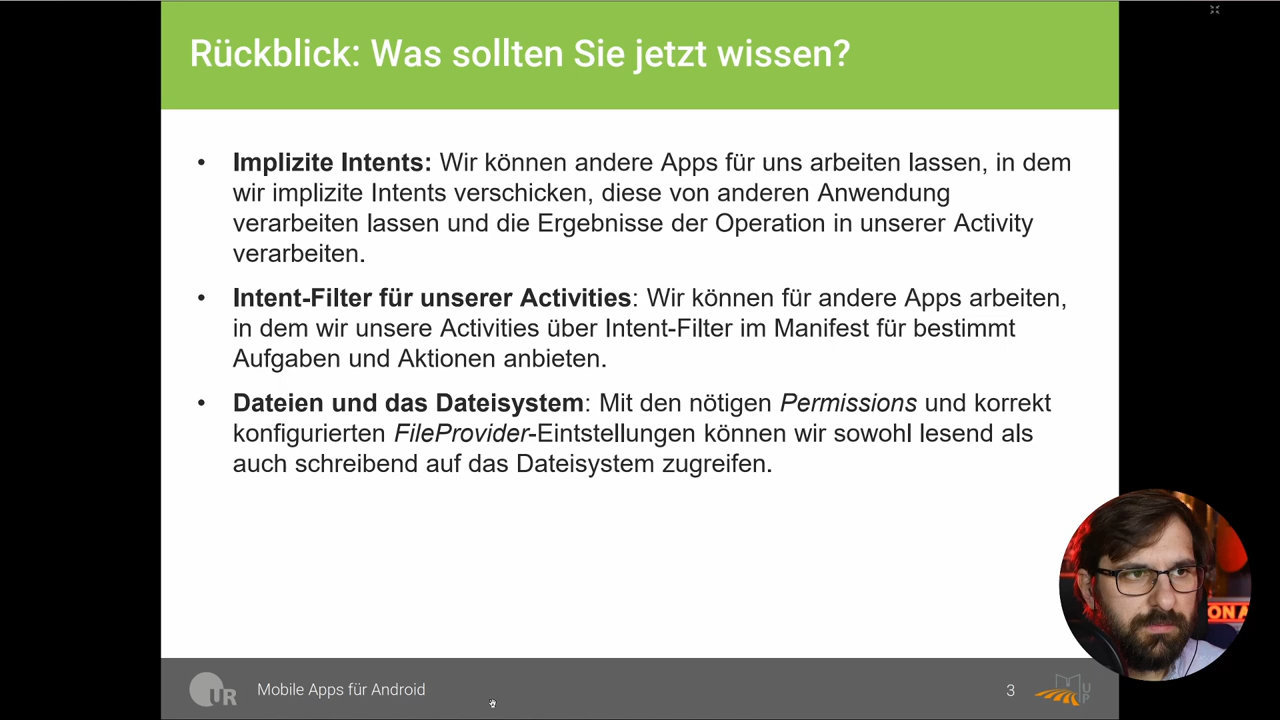 Rückblick: Was sollten Sie jetzt wissen?
• Implizite Intents: Wir können andere Apps für uns arbeiten lassen, in dem
wir implizite Intents verschicken, diese von anderen Anwendung
verarbeiten lassen und die Ergebnisse der Operation in unserer Activity
verarbeiten.
• Intent-Filter für unserer Activities: Wir können für andere Apps arbeiten,
in dem wir unsere Activities über Intent-Filter im Manifest für bestimmt
Aufgaben und Aktionen anbieten.
• Dateien und das Dateisystem: Mit den nötigen Permissions und korrekt
konfigurierten FileProvider-Eintstellungen können wir sowohl lesend als
auch schreibend auf das Dateisystem zugreifen.
ON A
UR
Mobile Apps für Android
3
UP